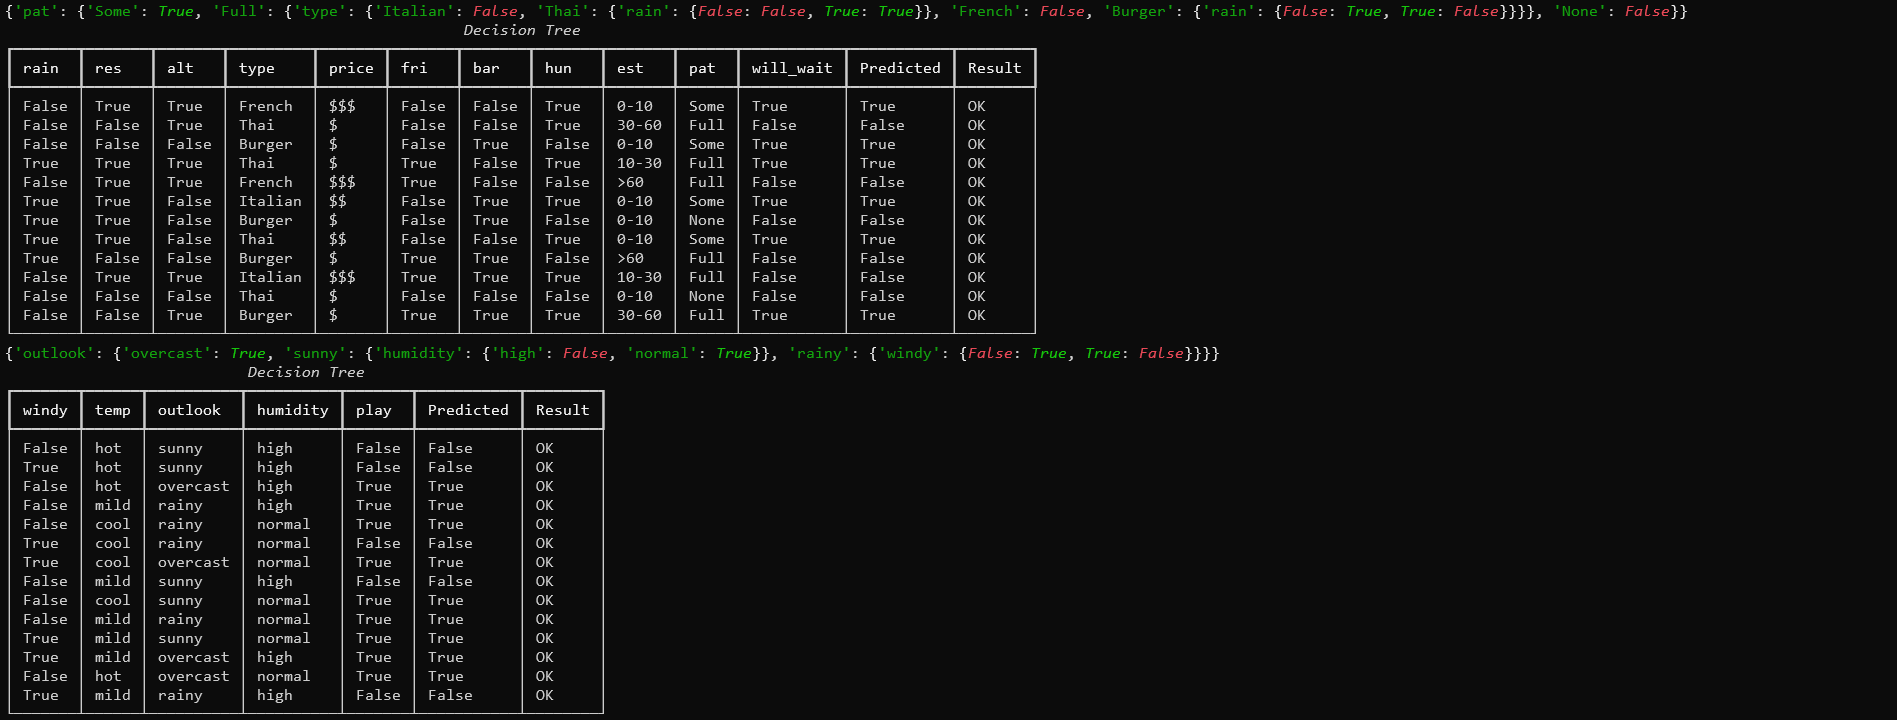 {'pat': {'Some': True, 'Full': {'type': {'Italian': False, 'Thai': {'rain': {False: False, True: True}}, 'French': False, 'Burger': {'rain': {False: True, True: False}}}}, 'None': False}}
Decision Tree
rain res alt type price fri bar hun est pat will_wait Predicted Result
False True True French $$$ False False True 0-10 Some True True OK
False False True Thai $ False False True 30-60 Full False False OK
False False False Burger $ False True False 0-10 Some True True OK
True True True Thai $ True False True 10-30 Full True True OK
False True True French $$$ True False False >60 Full False False OK
True True False Italian $$ False True True 0-10 Some True True OK
True True False Burger $ False True False 0-10 None False False OK
True True False Thai $$ False False True 0-10 Some True True OK
True False False Burger $ True True False >60 Full False False OK
False True True Italian $$$ True True True 10-30 Full False False OK
False False False Thai $ False False False 0-10 None False False OK
False False True Burger $ True True True 30-60 Full True True OK
{'outlook': {'overcast': True, 'sunny': {'humidity': {'high': False, 'normal': True}}, 'rainy': {'windy': {False: True, True: False}}}}
Decision Tree
windy temp outlook humidity play Predicted Result
False hot sunny high False False OK
True hot sunny high False False OK
False hot overcast high True True OK
False mild rainy high True True OK
False cool rainy normal True True OK
True cool rainy normal False False OK
True cool overcast normal True True OK
False mild sunny high False False OK
False cool sunny normal True True OK
False mild rainy normal True True OK
True mild sunny normal True True OK
True mild overcast high True True OK
False hot overcast normal True True OK
True mild rainy high False False OK